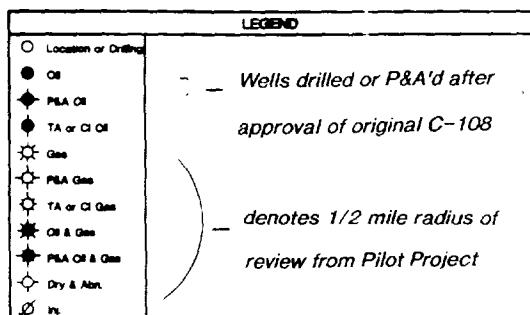 LEGEND
Location or Drilling
Oil
P&A Oil
TA or CI Oil
Gas
P&A Gas
TA or CI Gas
Oil & Gas
P&A Oil & Gas
Dry & Abn.
Inj.
Wells drilled or P&A'd after
approval of original C-108
denotes 1/2 mile radius of
review from Pilot Project